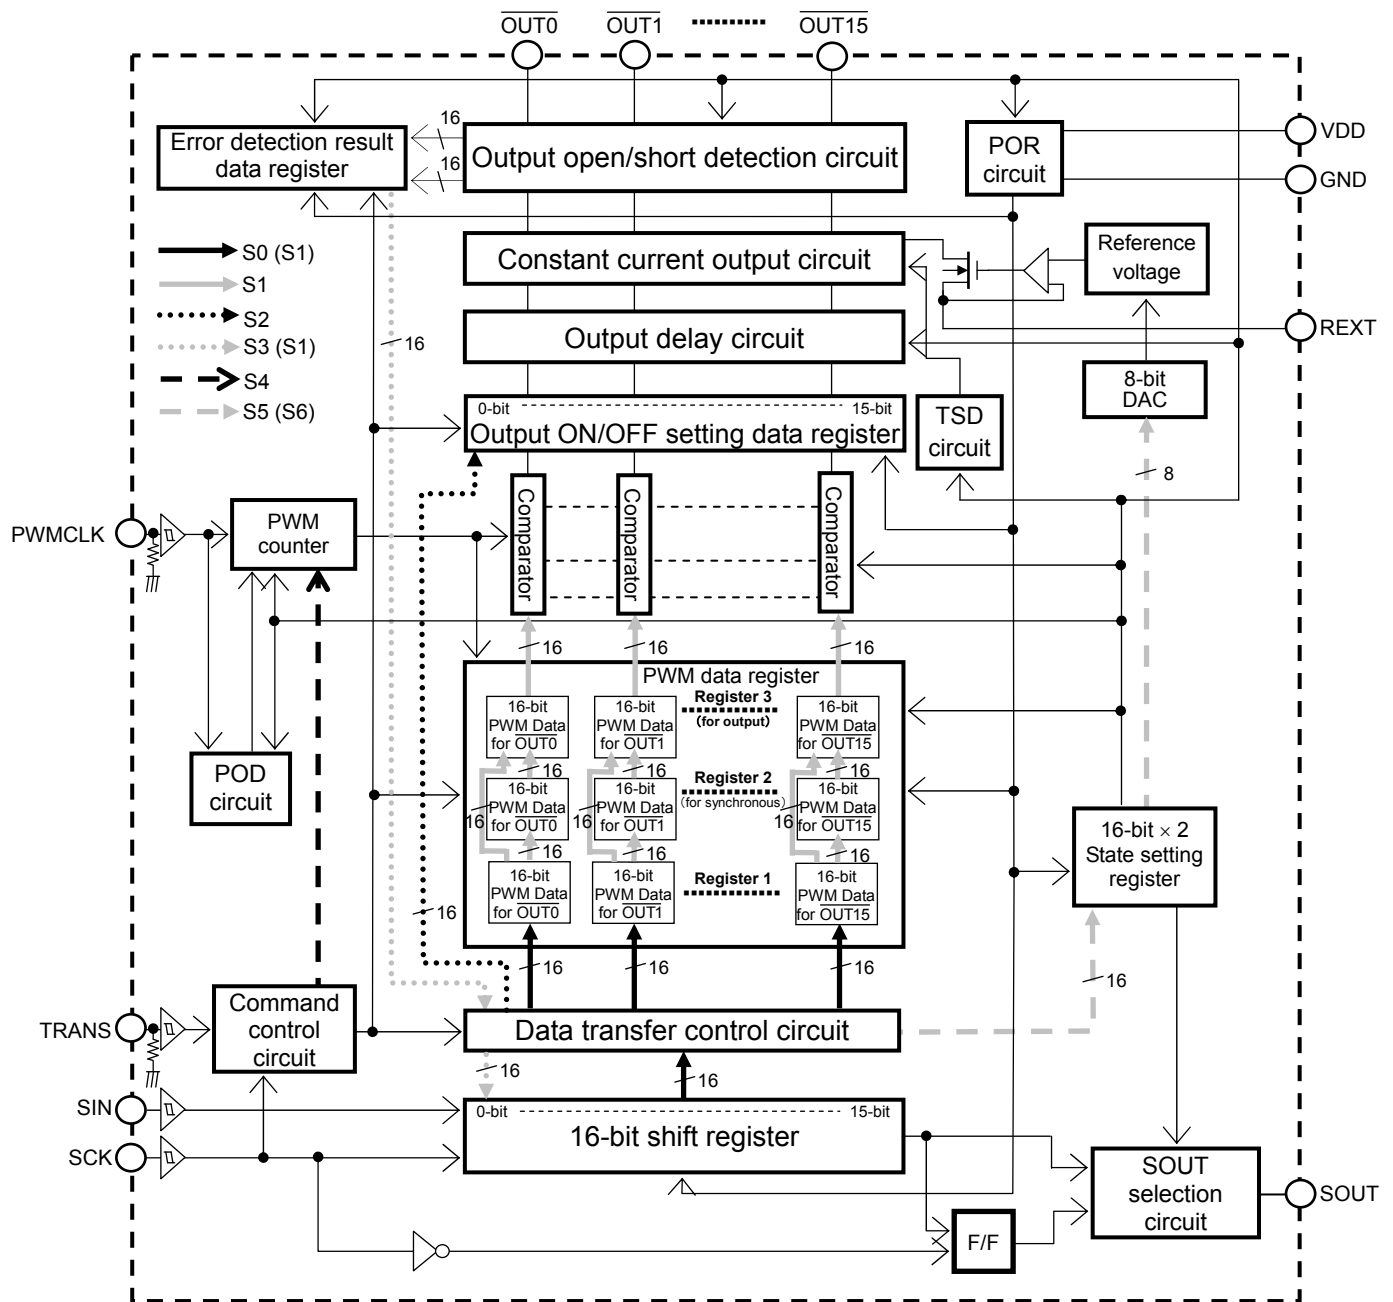 OUT0 OUT1 OUT15
Error detection result
data register
16
16
Output open/short detection circuit
POR
circuit
VDD
GND
S0 (S1)
S1
S2
S3 (S1)
S4
S5 (S6)
16
Constant current output circuit
Reference
voltage
REXT
Output delay circuit
8-bit
DAC
0-bit 15-bit
Output ON/OFF setting data register
TSD
circuit
8
PWMCLK
PWM
counter
Comparator
Comparator
Comparator
16 16 16
PWM data register
16-bit
PWM Data
for OUT0
16-bit
PWM Data
for OUT1
Register 3
(for output)
16-bit
PWM Data
for OUT15
16 16 16
POD
circuit
16-bit
PWM Data
for OUT0
16-bit
PWM Data
for OUT1
Register 2
(for synchronous)
16-bit
PWM Data
for OUT15
16 16 16
16 16 16
16-bit × 2
State setting
register
16-bit
PWM Data
for OUT0
16-bit
PWM Data
for OUT1
Register 1
16-bit
PWM Data
for OUT15
16
16 16 16
16
TRANS
Command
control
circuit
Data transfer control circuit
16 16
SIN
0-bit 15-bit
16-bit shift register
SCK
SOUT
selection
circuit
SOUT
F/F